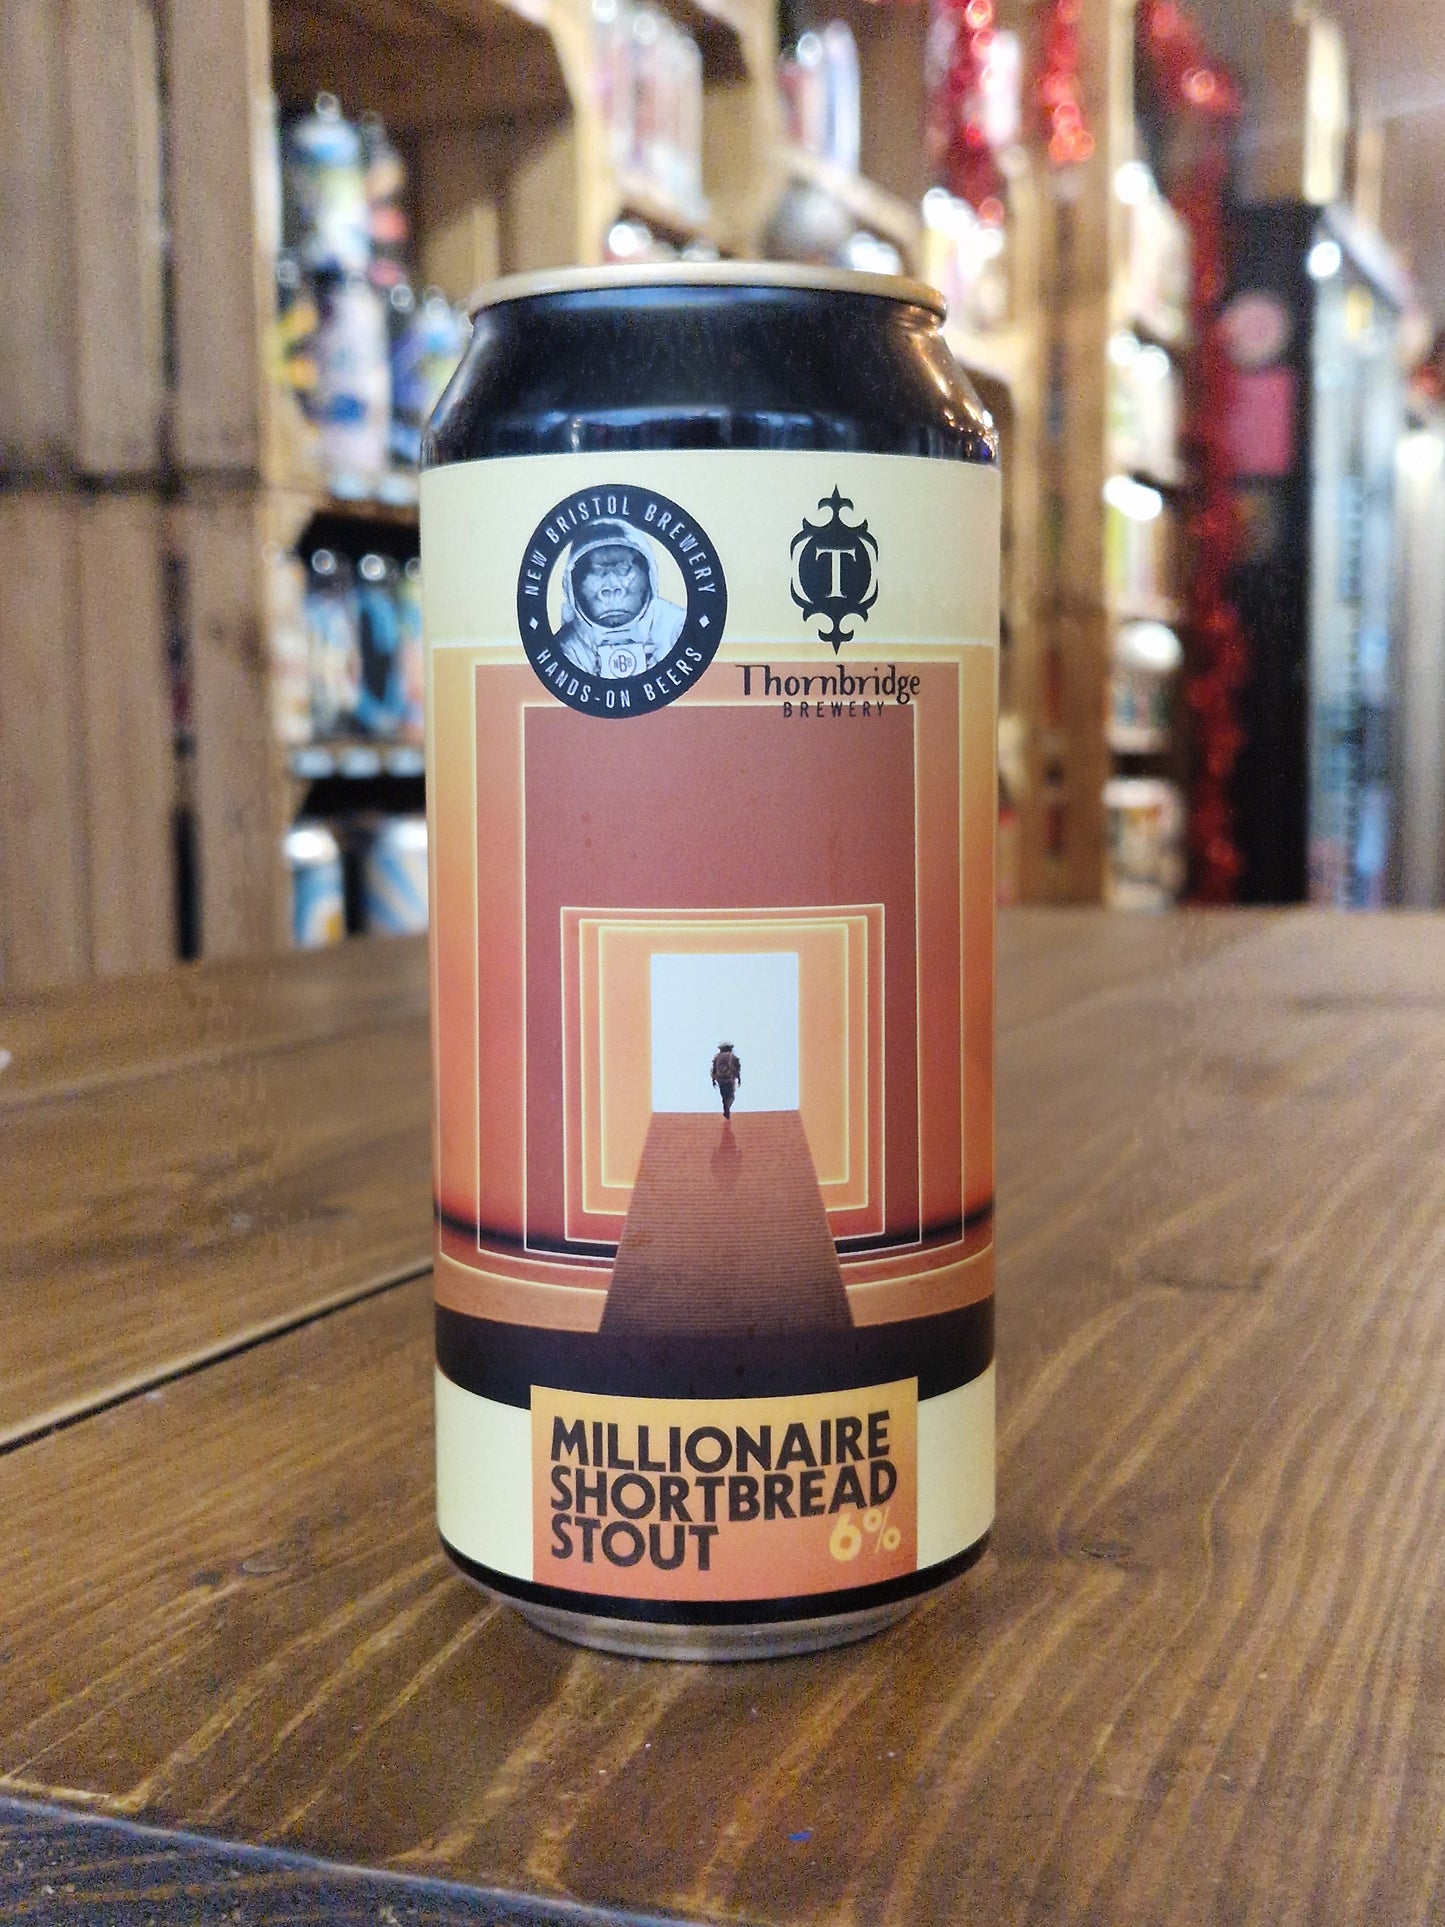 NEW BRISTOL BREWERY
HANDS-ON BEERS
NBB
T
Thornbridge
BREWERY
MILLIONAIRE
SHORTBREAD
STOUT 6%